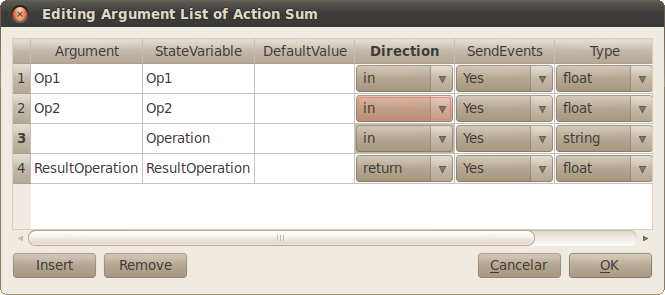 Editing Argument List of Action Sum
Argument StateVariable DefaultValue Direction SendEvents Type
1 Op1 Op1 in Yes float
2 Op2 Op2 in Yes float
3 Operation in Yes string
4 ResultOperation ResultOperation return Yes float
Insert Remove Cancelar OK